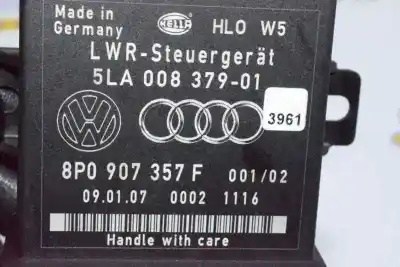 Made in
Germany
HELLA
HLO W5
LWR-Steuergerät
5LA 008 379-01
3961
8P0 907 357 F 001/02
09.01.07 0002 1116
Handle with care